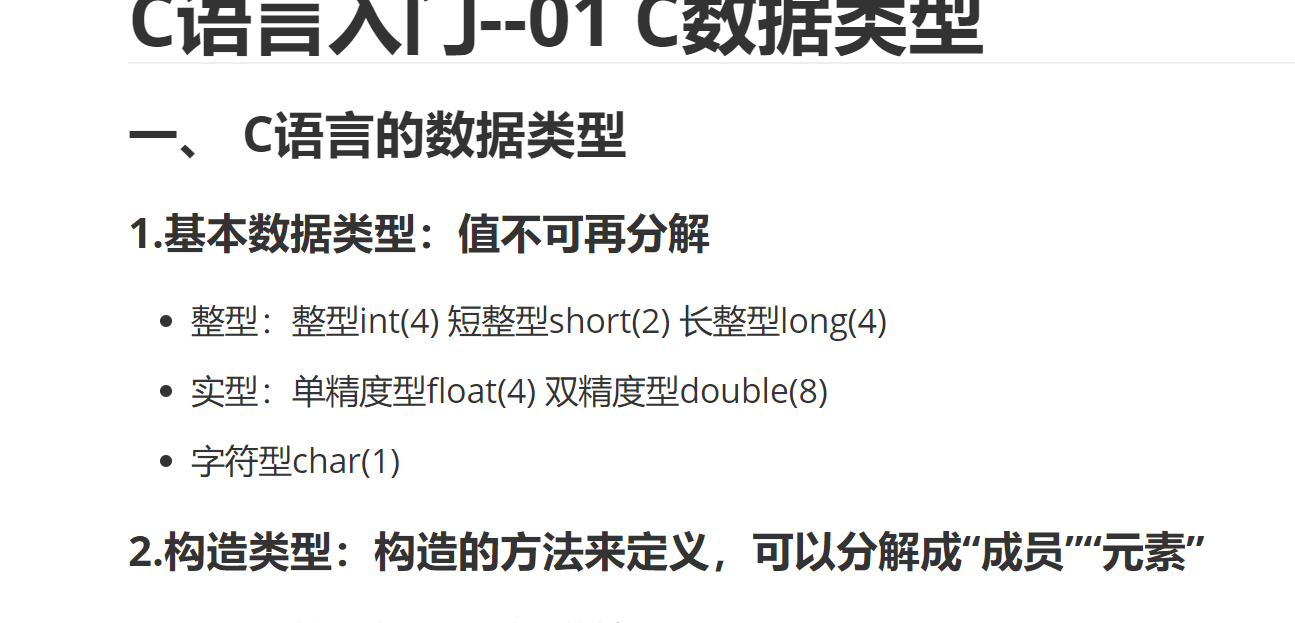 C语言入门--01 C数据类型
一、 C语言的数据类型
1.基本数据类型：值不可再分解
整型：整型int(4) 短整型short(2) 长整型long(4)
实型：单精度型float(4) 双精度型double(8)
字符型char(1)
2.构造类型：构造的方法来定义，可以分解成“成员”“元素”